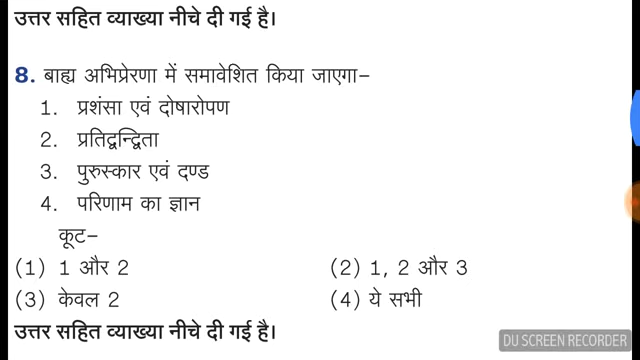 उत्तर सहित व्याख्या नीचे दी गई है।
8. बाह्य अभिप्रेरणा में समावेशित किया जाएगा–
1. प्रशंसा एवं दोषारोपण
2. प्रतिद्वन्द्विता
3. पुरुस्कार एवं दण्ड
4. परिणाम का ज्ञान
कूट–
(1) 1 और 2 (2) 1, 2 और 3
(3) केवल 2 (4) ये सभी
उत्तर सहित व्याख्या नीचे दी गई है।
DU SCREEN RECORDER